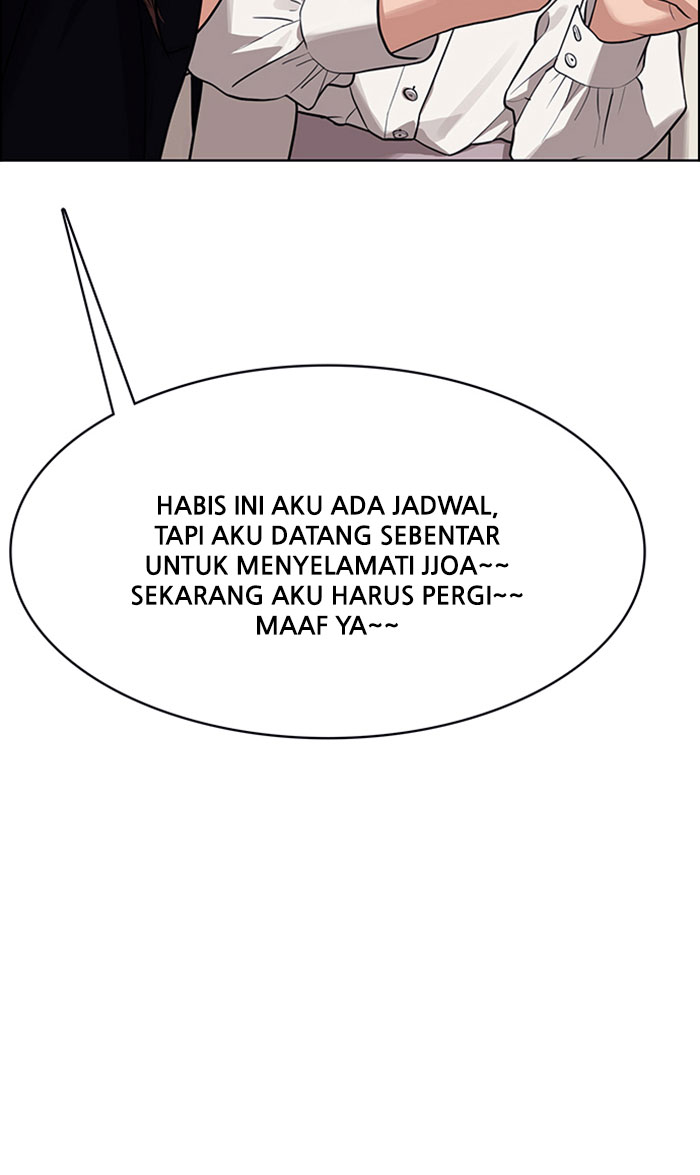 HABIS INI AKU ADA JADWAL,
TAPI AKU DATANG SEBENTAR
UNTUK MENYELAMATI JJOA~~
SEKARANG AKU HARUS PERGI~~
MAAF YA~~